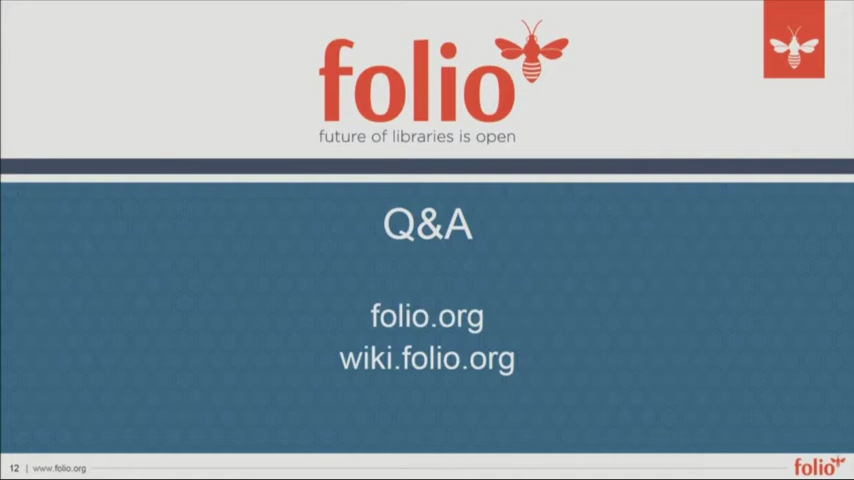 folio
future of libraries is open
Q&A
folio.org
wiki.folio.org
12 | www.folio.org
folio